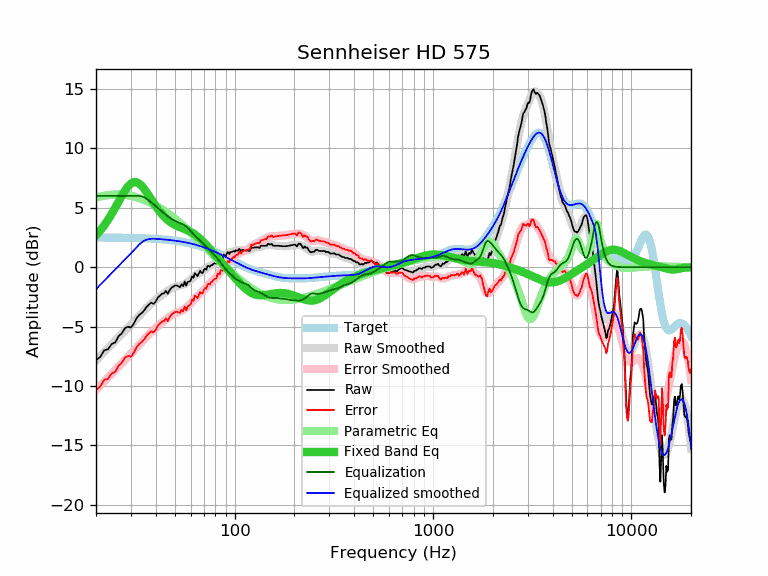 Sennheiser HD 575
Amplitude (dBr)
15
10
5
0
−5
−10
−15
−20
Target
Raw Smoothed
Error Smoothed
Raw
Error
Parametric Eq
Fixed Band Eq
Equalization
Equalized smoothed
100
1000
10000
Frequency (Hz)